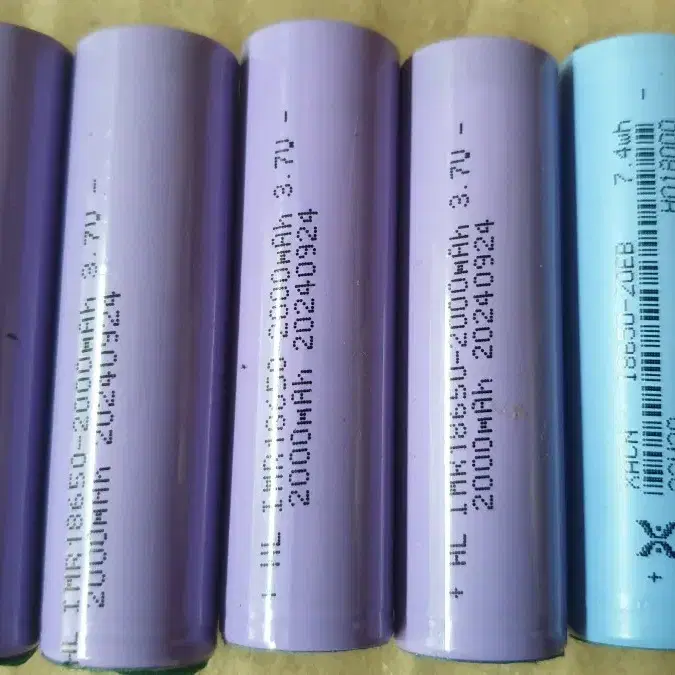 HL IMR18650-2000mAh 3.7V -
2000mAh 20240924
+ HL IMR18650-2000mAh 3.7V -
2000mAh 20240924
+ HL IMR18650-2000mAh 3.7V -
2000mAh 20240924
+ XHCN 18650-20EB 7.4wh -